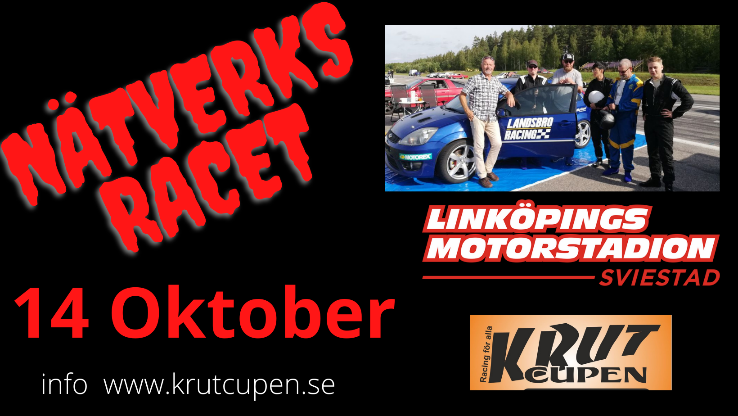 NÄTVERKS
RACET
14 Oktober
info www.krutcupen.se
LANDSBRO
RACING
LINKÖPINGS
MOTORSTADION
SVIESTAD
Racing för alla
KRUT
CUPEN